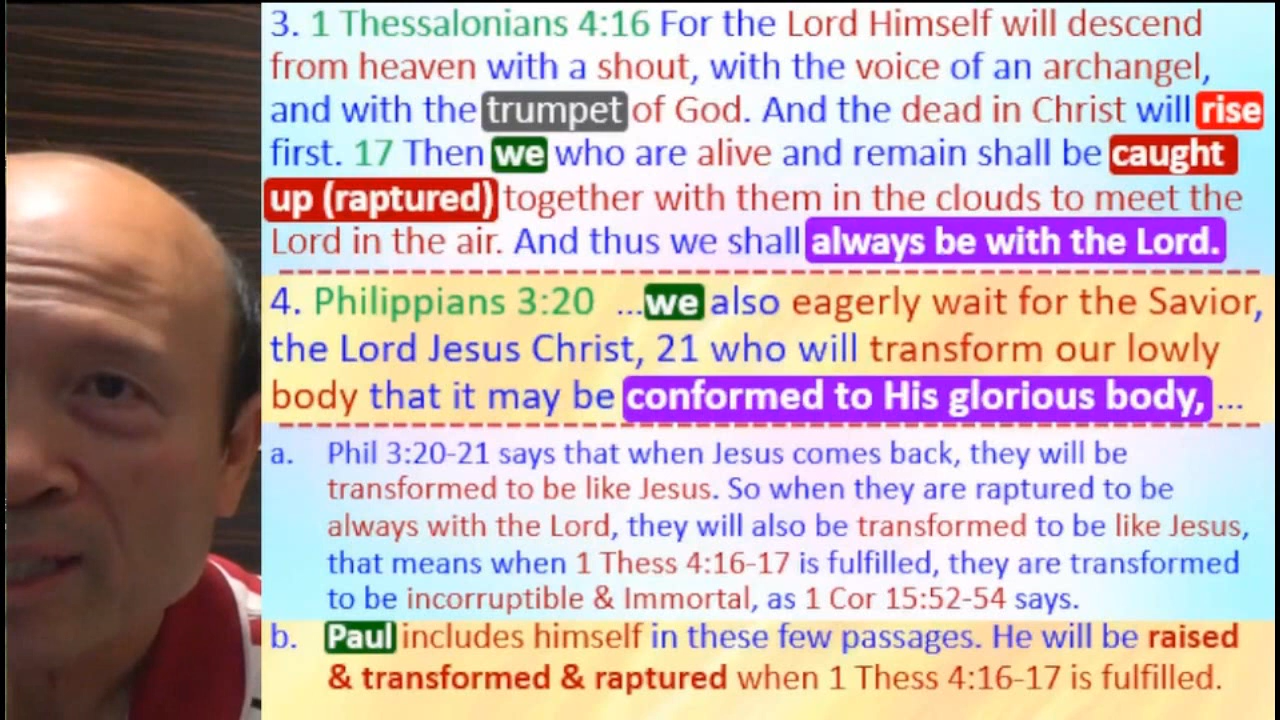 3. 1 Thessalonians 4:16 For the Lord Himself will descend
from heaven with a shout, with the voice of an archangel,
and with the trumpet of God. And the dead in Christ will rise
first. 17 Then we who are alive and remain shall be caught
up (raptured) together with them in the clouds to meet the
Lord in the air. And thus we shall always be with the Lord.
4. Philippians 3:20 ...we also eagerly wait for the Savior,
the Lord Jesus Christ, 21 who will transform our lowly
body that it may be conformed to His glorious body, ...
a. Phil 3:20-21 says that when Jesus comes back, they will be
transformed to be like Jesus. So when they are raptured to be
always with the Lord, they will also be transformed to be like Jesus,
that means when 1 Thess 4:16-17 is fulfilled, they are transformed
to be incorruptible & Immortal, as 1 Cor 15:52-54 says.
b. Paul includes himself in these few passages. He will be raised
& transformed & raptured when 1 Thess 4:16-17 is fulfilled.